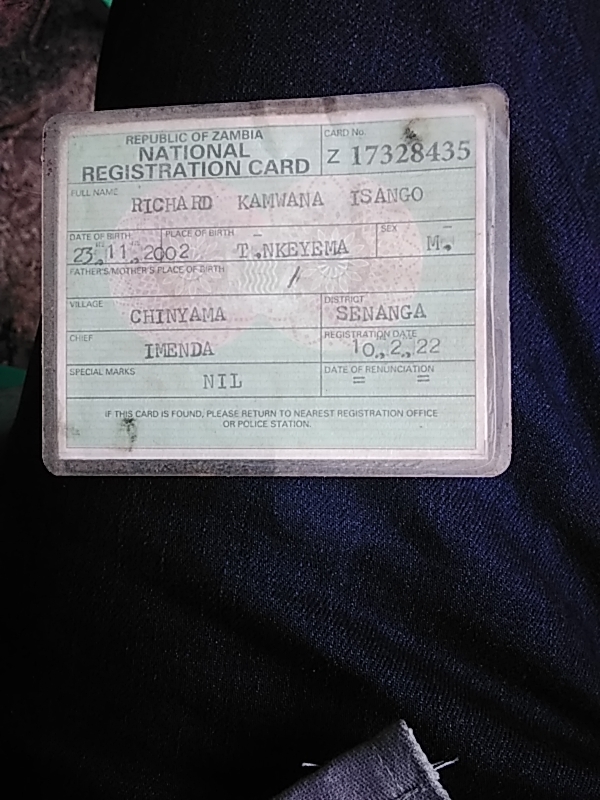 REPUBLIC OF ZAMBIA
NATIONAL
REGISTRATION CARD
CARD No.
Z 17328435
FULL NAME
RICHARD KAMWANA ISANGO
DATE OF BIRTH PLACE OF BIRTH SEX
23.11.2002 T.NKEYEMA M.
FATHER'S/MOTHER'S PLACE OF BIRTH
/
VILLAGE DISTRICT
CHINYAMA SENANGA
CHIEF REGISTRATION DATE
IMENDA 10.,2.,22
SPECIAL MARKS DATE OF RENUNCIATION
NIL = =
IF THIS CARD IS FOUND, PLEASE RETURN TO NEAREST REGISTRATION OFFICE
OR POLICE STATION.